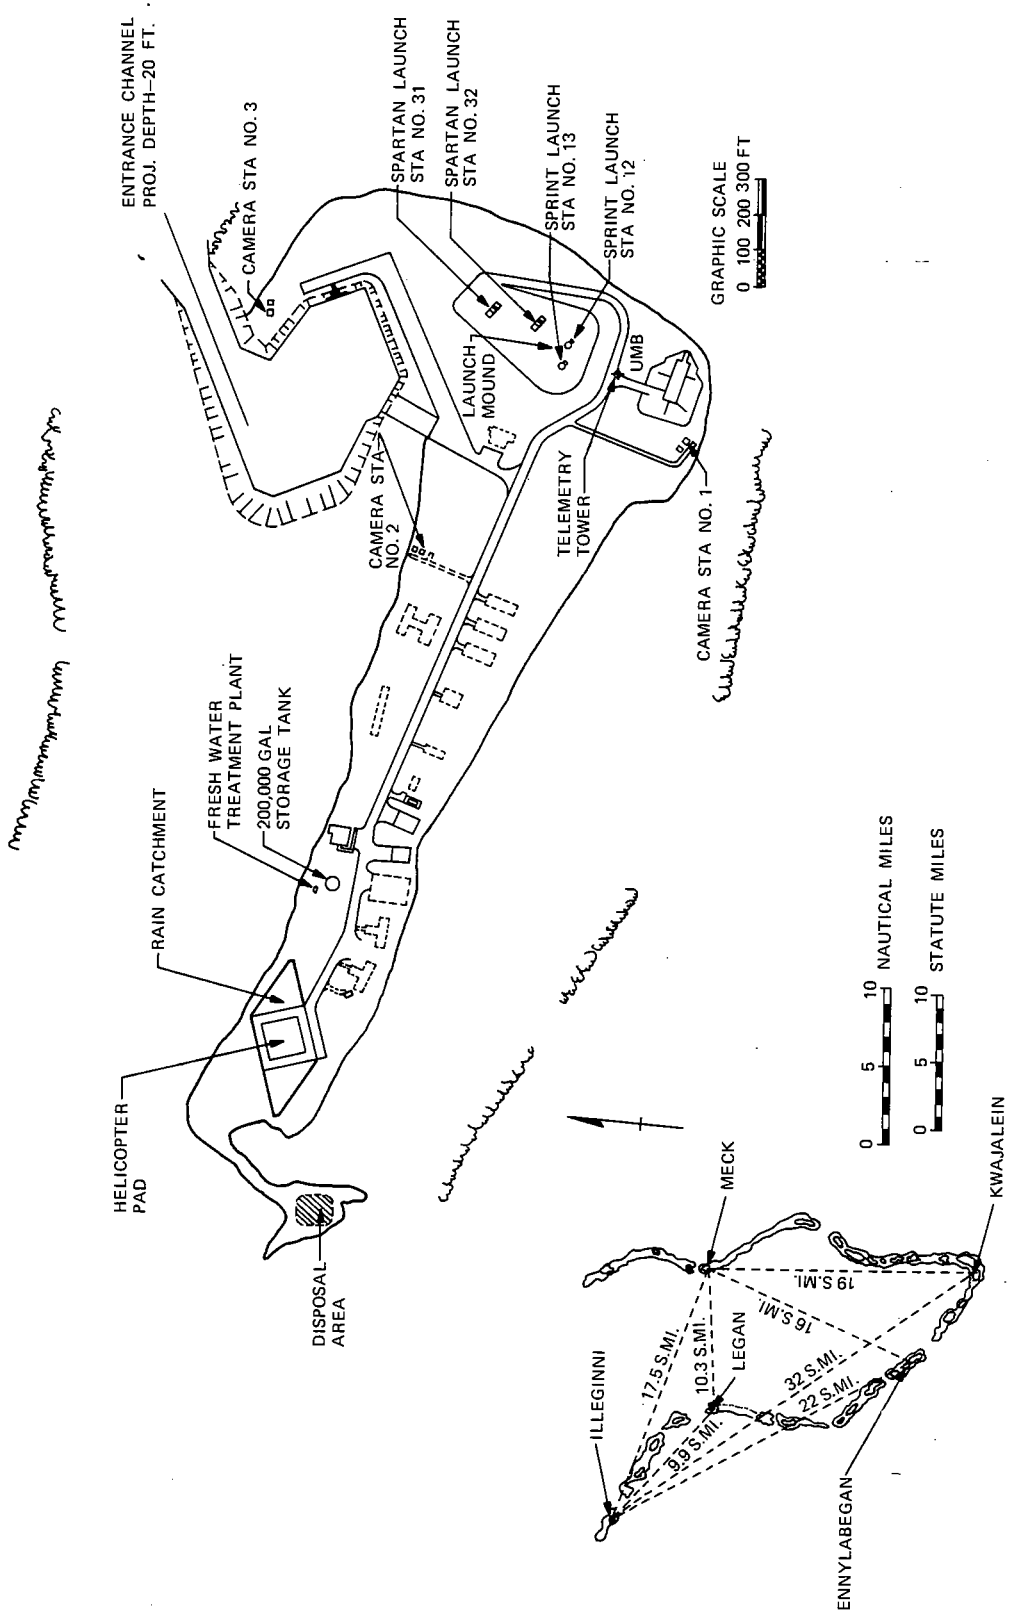 ENTRANCE CHANNEL
PROJ. DEPTH–20 FT.
CAMERA STA NO. 3
SPARTAN LAUNCH
STA NO. 31
SPARTAN LAUNCH
STA NO. 32
SPRINT LAUNCH
STA NO. 13
SPRINT LAUNCH
STA NO. 12
LAUNCH
MOUND
UMB
TELEMETRY
TOWER
CAMERA STA NO. 1
CAMERA STA
NO. 2
GRAPHIC SCALE
0 100 200 300 FT
FRESH WATER
TREATMENT PLANT
200,000 GAL
STORAGE TANK
RAIN CATCHMENT
HELICOPTER
PAD
DISPOSAL
AREA
0 5 10 NAUTICAL MILES
0 5 10 STATUTE MILES
ILLEGINNI
MECK
LEGAN
KWAJALEIN
ENNYLABEGAN
17.5 S.MI.
10.3 S.MI.
9.9 S.MI.
19 S.MI.
16 S.MI.
32 S.MI.
22 S.MI.